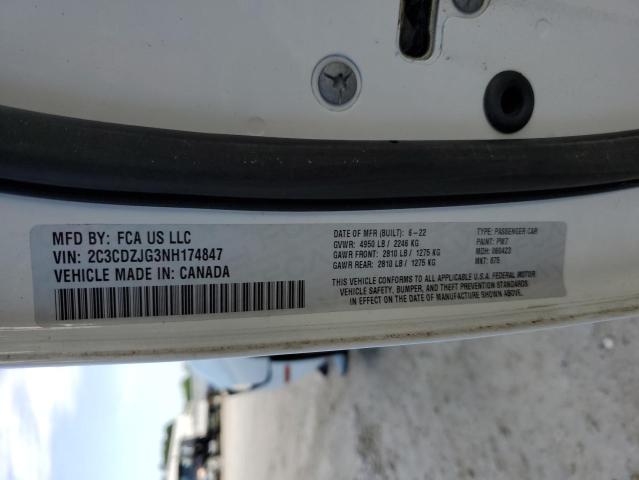 MFD BY: FCA US LLC
VIN: 2C3CDZJG3NH174847
VEHICLE MADE IN: CANADA
DATE OF MFR (BUILT): 6-22
GVWR: 4950 LB / 2246 KG
GAWR FRONT: 2810 LB / 1275 KG
GAWR REAR: 2810 LB / 1275 KG
TYPE: PASSENGER CAR
PAINT: PW7
MDH: 060423
MKT: 679
THIS VEHICLE CONFORMS TO ALL APPLICABLE U.S.A. FEDERAL MOTOR
VEHICLE SAFETY, BUMPER, AND THEFT PREVENTION STANDARDS
IN EFFECT ON THE DATE OF MANUFACTURE SHOWN ABOVE.